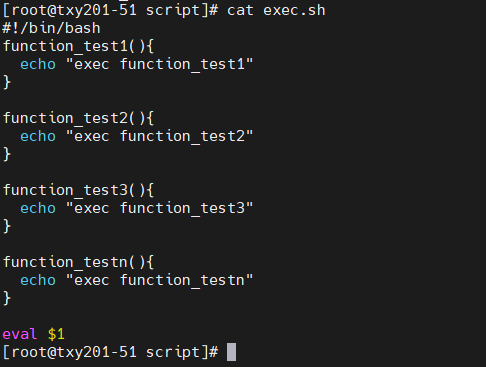 [root@txy201-51 script]# cat exec.sh
#!/bin/bash
function_test1(){
  echo "exec function_test1"
}

function_test2(){
  echo "exec function_test2"
}

function_test3(){
  echo "exec function_test3"
}

function_testn(){
  echo "exec function_testn"
}

eval $1
[root@txy201-51 script]#